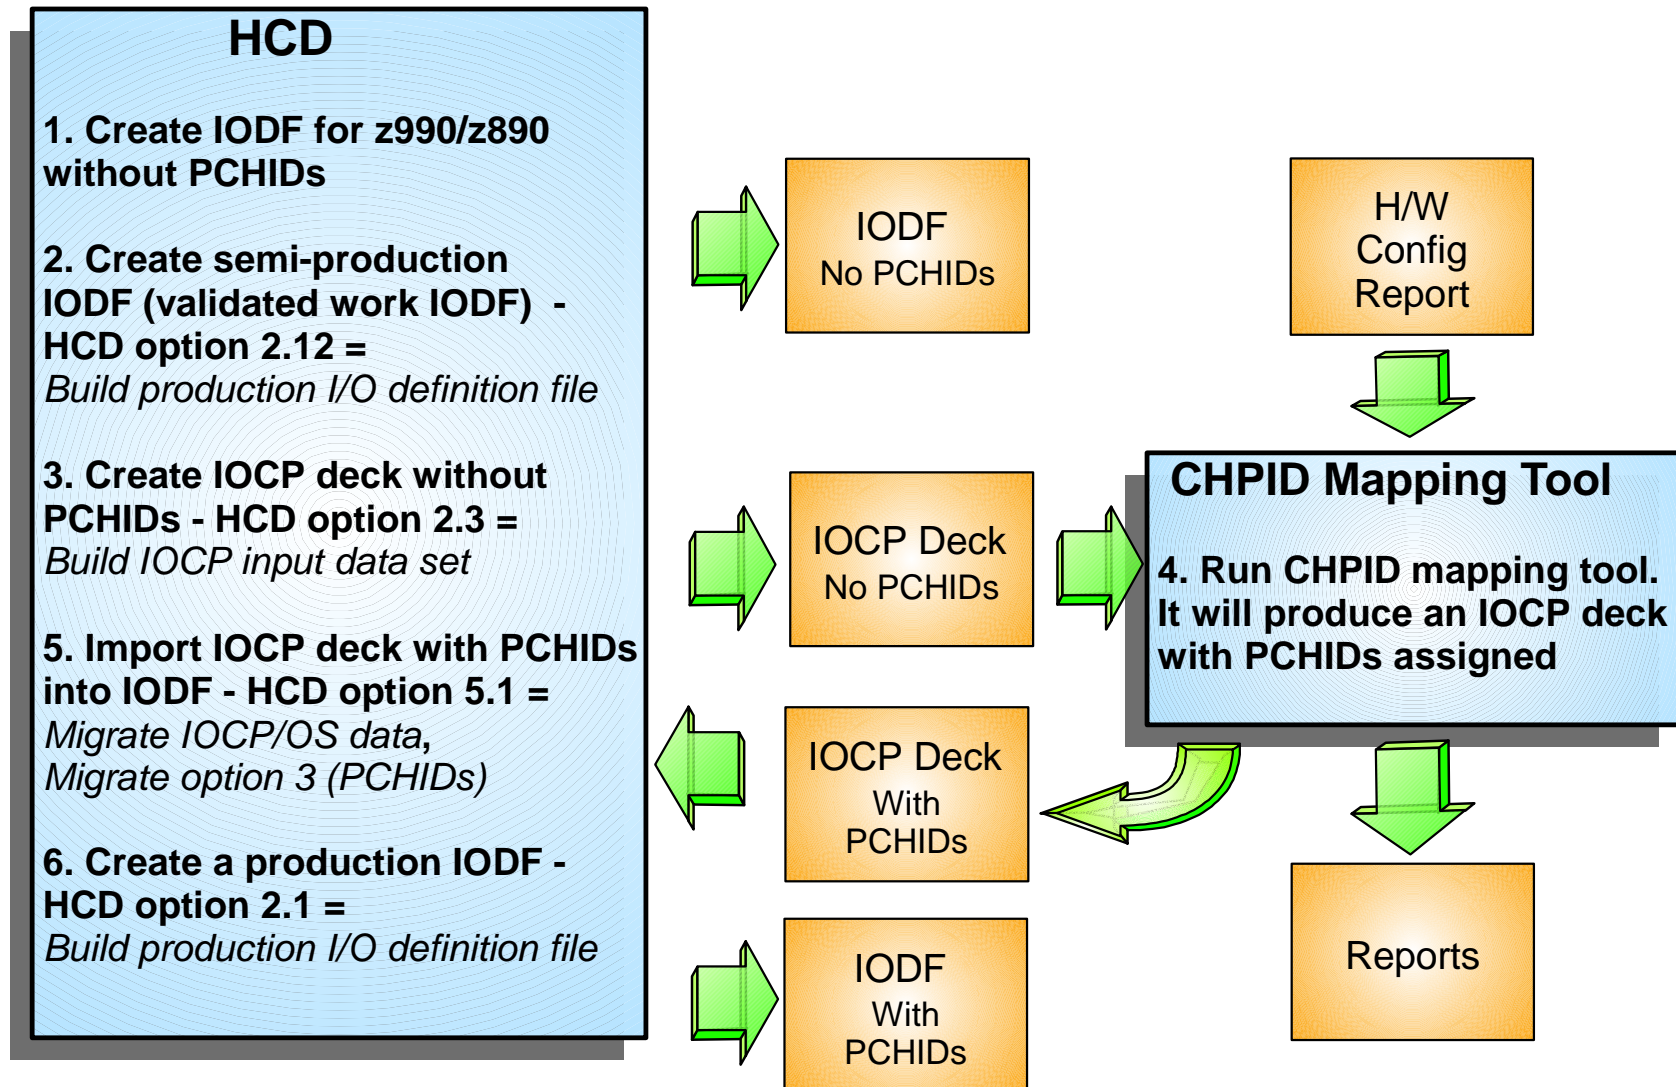 HCD
1. Create IODF for z990/z890
without PCHIDs
2. Create semi-production
IODF (validated work IODF)  -
HCD option 2.12 =
Build production I/O definition file
3. Create IOCP deck without
PCHIDs - HCD option 2.3 =
Build IOCP input data set
5. Import IOCP deck with PCHIDs
into IODF - HCD option 5.1 =
Migrate IOCP/OS data,
Migrate option 3 (PCHIDs)
6. Create a production IODF -
HCD option 2.1 =
Build production I/O definition file
IODF
No PCHIDs
IOCP Deck
No PCHIDs
IOCP Deck
With
PCHIDs
IODF
With
PCHIDs
H/W
Config
Report
CHPID Mapping Tool
4. Run CHPID mapping tool.
It will produce an IOCP deck
with PCHIDs assigned
Reports